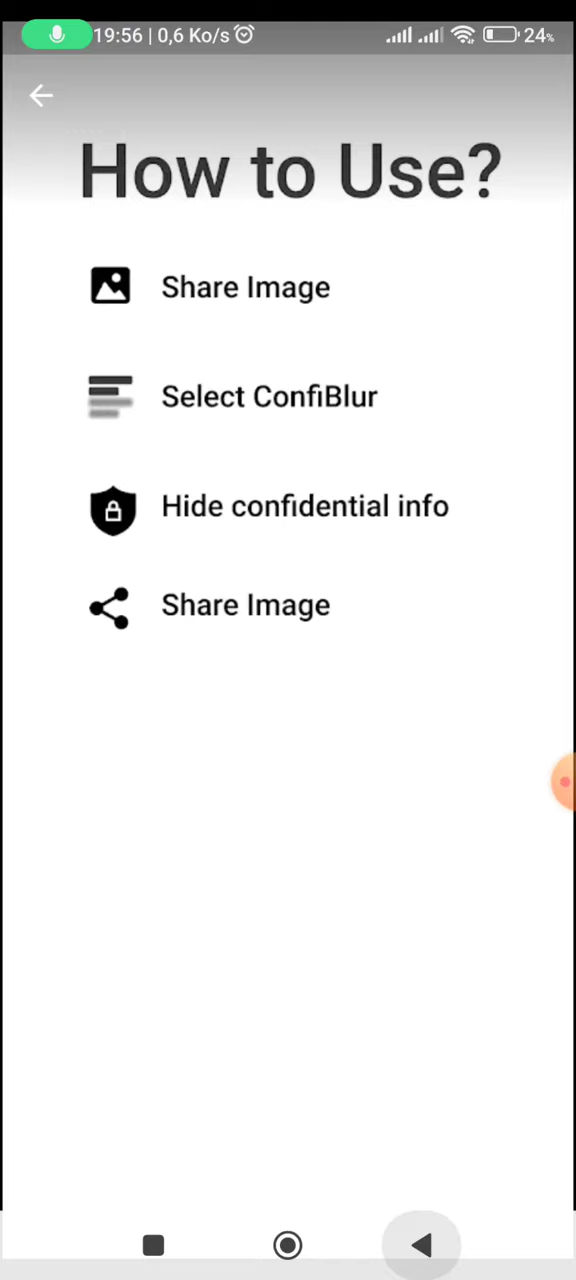 19:56 | 0,6 Ko/s 24%
How to Use?
Share Image
Select ConfiBlur
Hide confidential info
Share Image